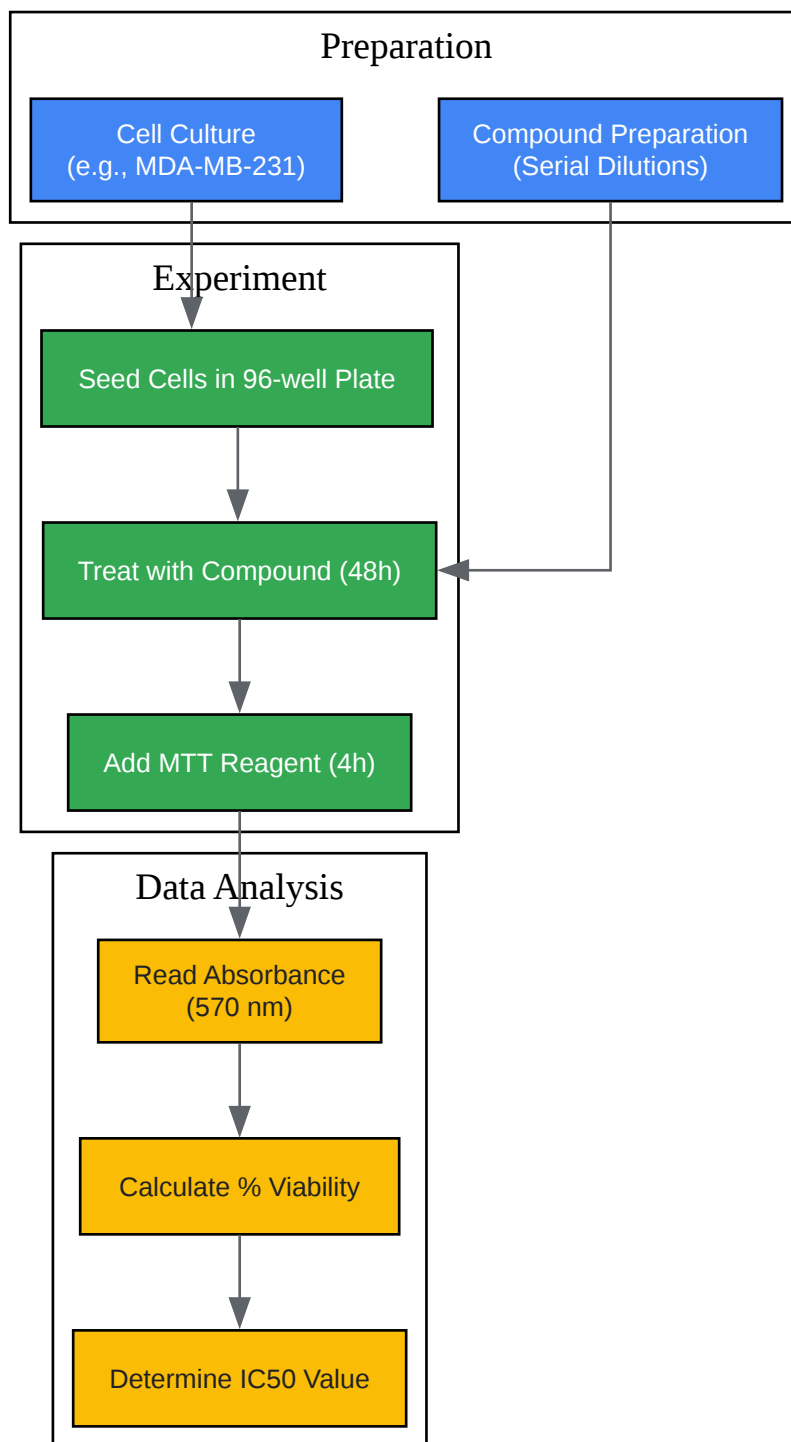 Preparation
Cell Culture
(e.g., MDA-MB-231)
Compound Preparation
(Serial Dilutions)
Experiment
Seed Cells in 96-well Plate
Treat with Compound (48h)
Add MTT Reagent (4h)
Data Analysis
Read Absorbance
(570 nm)
Calculate % Viability
Determine IC50 Value